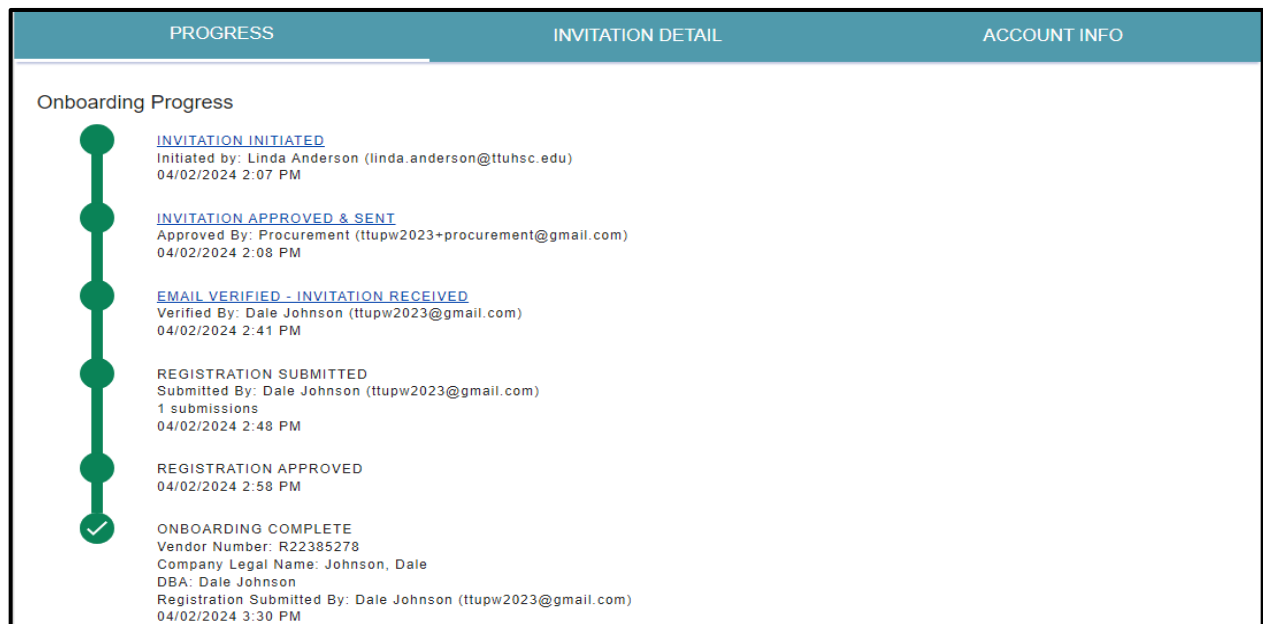 PROGRESS INVITATION DETAIL ACCOUNT INFO
Onboarding Progress
INVITATION INITIATED
Initiated by: Linda Anderson (linda.anderson@ttuhsc.edu)
04/02/2024 2:07 PM
INVITATION APPROVED & SENT
Approved By: Procurement (ttupw2023+procurement@gmail.com)
04/02/2024 2:08 PM
EMAIL VERIFIED - INVITATION RECEIVED
Verified By: Dale Johnson (ttupw2023@gmail.com)
04/02/2024 2:41 PM
REGISTRATION SUBMITTED
Submitted By: Dale Johnson (ttupw2023@gmail.com)
1 submissions
04/02/2024 2:48 PM
REGISTRATION APPROVED
04/02/2024 2:58 PM
ONBOARDING COMPLETE
Vendor Number: R22385278
Company Legal Name: Johnson, Dale
DBA: Dale Johnson
Registration Submitted By: Dale Johnson (ttupw2023@gmail.com)
04/02/2024 3:30 PM